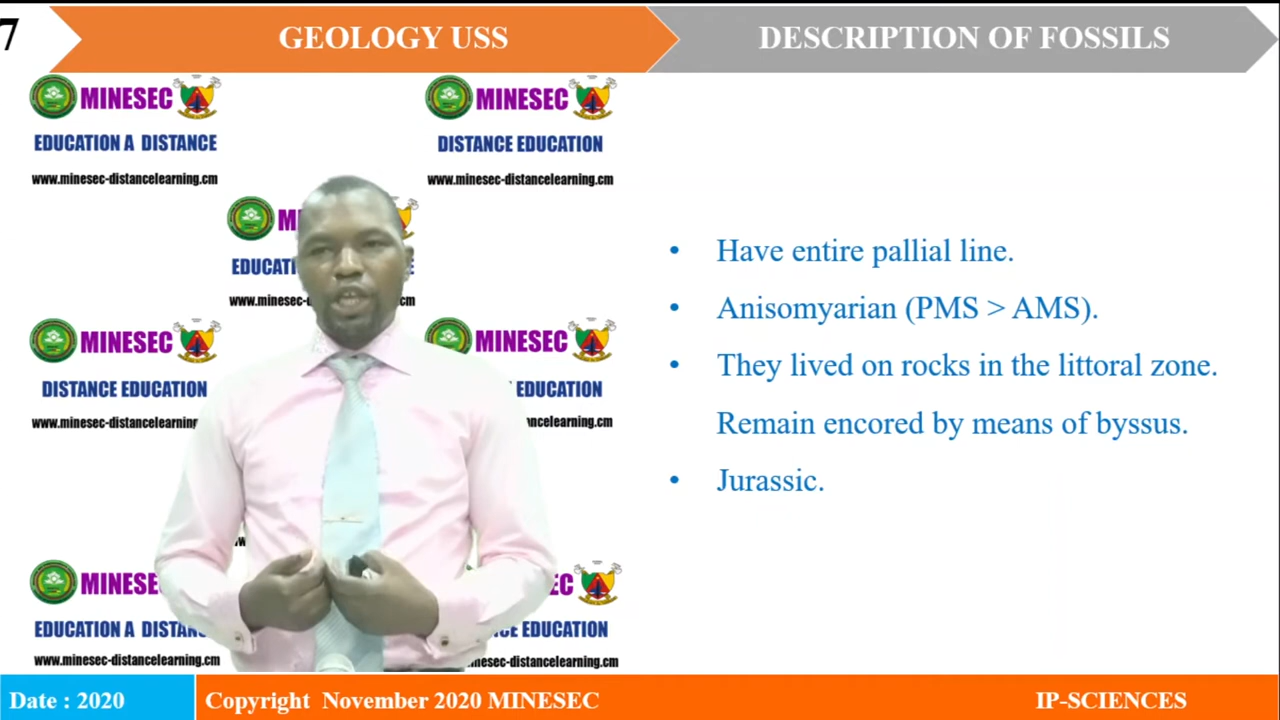 7
GEOLOGY USS
DESCRIPTION OF FOSSILS
MINESEC
EDUCATION A DISTANCE
www.minesec-distancelearning.cm
MINESEC
DISTANCE EDUCATION
www.minesec-distancelearning.cm
MINESEC
DISTANCE EDUCATION
MINESEC
EDUCATION
EDUCATION A
www.minesec-distancelearning.cm
EDUCATION
• Have entire pallial line.
• Anisomyarian (PMS > AMS).
• They lived on rocks in the littoral zone.
Remain encored by means of byssus.
• Jurassic.
Date : 2020
Copyright November 2020 MINESEC
IP-SCIENCES